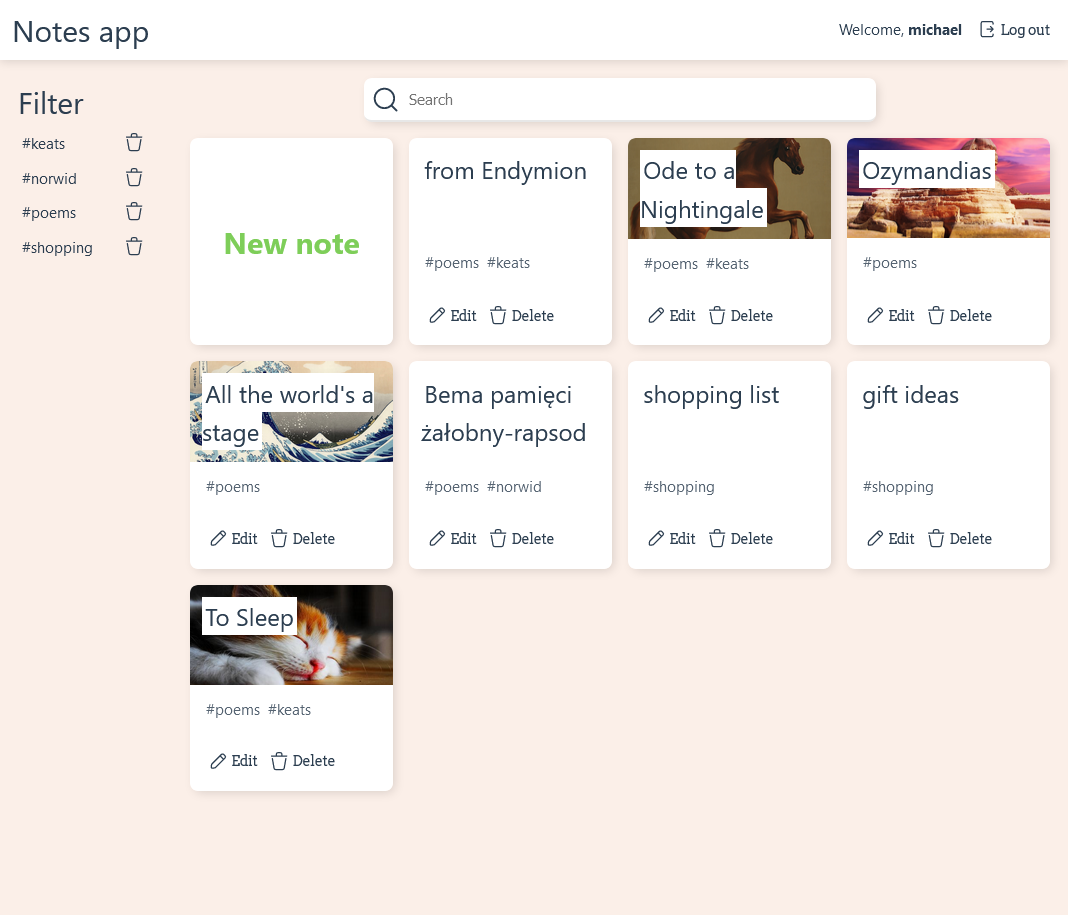 Notes app
Welcome, michael
Log out
Filter
#keats
#norwid
#poems
#shopping
Search
New note
from Endymion
#poems #keats
Edit Delete
Ode to a
Nightingale
#poems #keats
Edit Delete
Ozymandias
#poems
Edit Delete
All the world's a
stage
#poems
Edit Delete
Bema pamięci
żałobny-rapsod
#poems #norwid
Edit Delete
shopping list
#shopping
Edit Delete
gift ideas
#shopping
Edit Delete
To Sleep
#poems #keats
Edit Delete